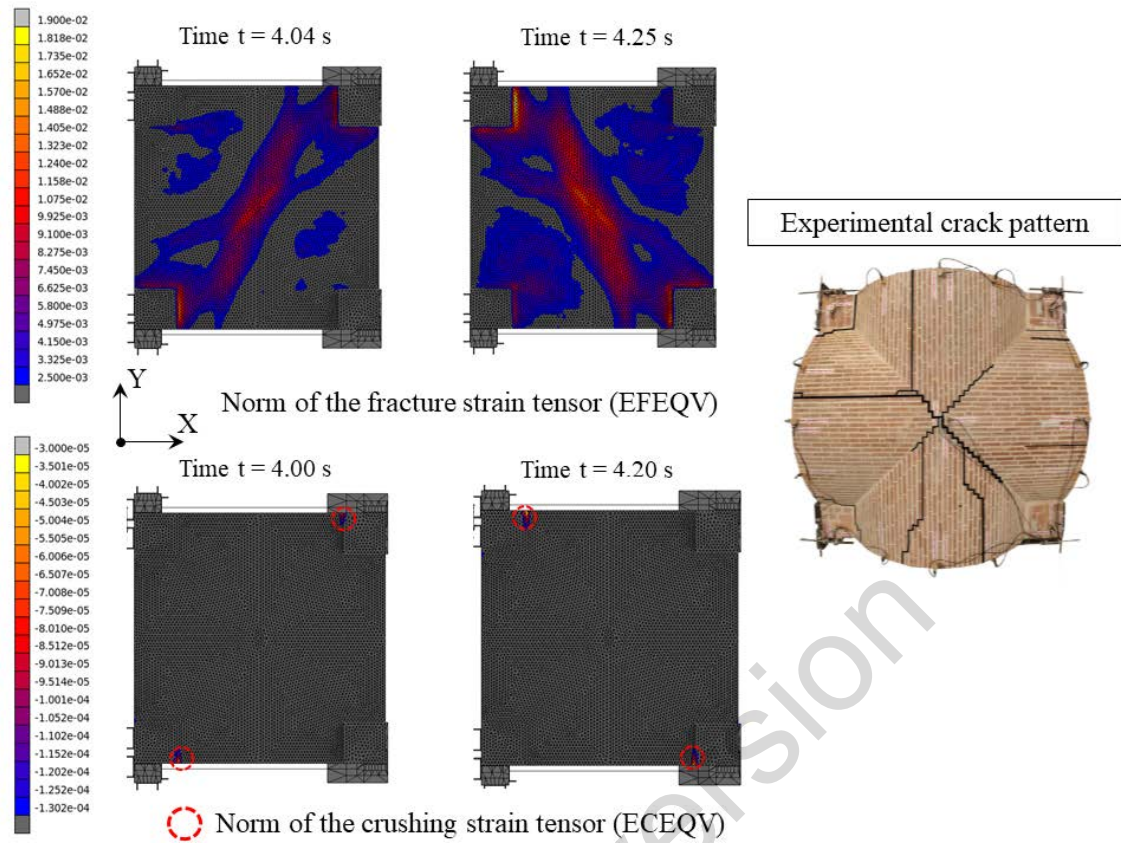 Time t = 4.04 s
Time t = 4.25 s
1.900e-02
1.818e-02
1.735e-02
1.652e-02
1.570e-02
1.488e-02
1.405e-02
1.322e-02
1.240e-02
1.158e-02
1.075e-02
9.925e-03
9.100e-03
8.275e-03
7.450e-03
6.625e-03
5.800e-03
4.975e-03
4.150e-03
3.325e-03
2.500e-03
Experimental crack pattern
Y
X
Norm of the fracture strain tensor (EFEQV)
Time t = 4.00 s
Time t = 4.20 s
-3.000e-05
-3.501e-05
-4.002e-05
-4.503e-05
-5.004e-05
-5.505e-05
-6.006e-05
-6.507e-05
-7.008e-05
-7.509e-05
-8.010e-05
-8.512e-05
-9.013e-05
-9.514e-05
-1.001e-04
-1.052e-04
-1.102e-04
-1.152e-04
-1.202e-04
-1.252e-04
-1.302e-04
Norm of the crushing strain tensor (ECEQV)
ersion